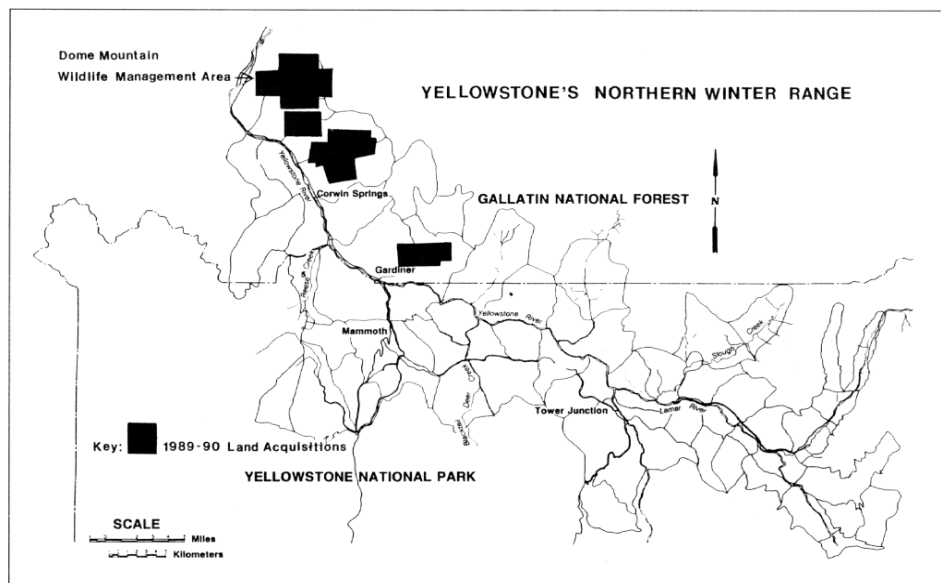 Dome Mountain
Wildlife Management Area
YELLOWSTONE'S NORTHERN WINTER RANGE
Yellowstone River
Corwin Springs
GALLATIN NATIONAL FOREST
N
Gardiner
Reese Creek
Yellowstone River
Mammoth
Slough Creek
Blacktail Deer Creek
Tower Junction
Lamar River
Key: 1989-90 Land Acquisitions
YELLOWSTONE NATIONAL PARK
SCALE
Miles
Kilometers